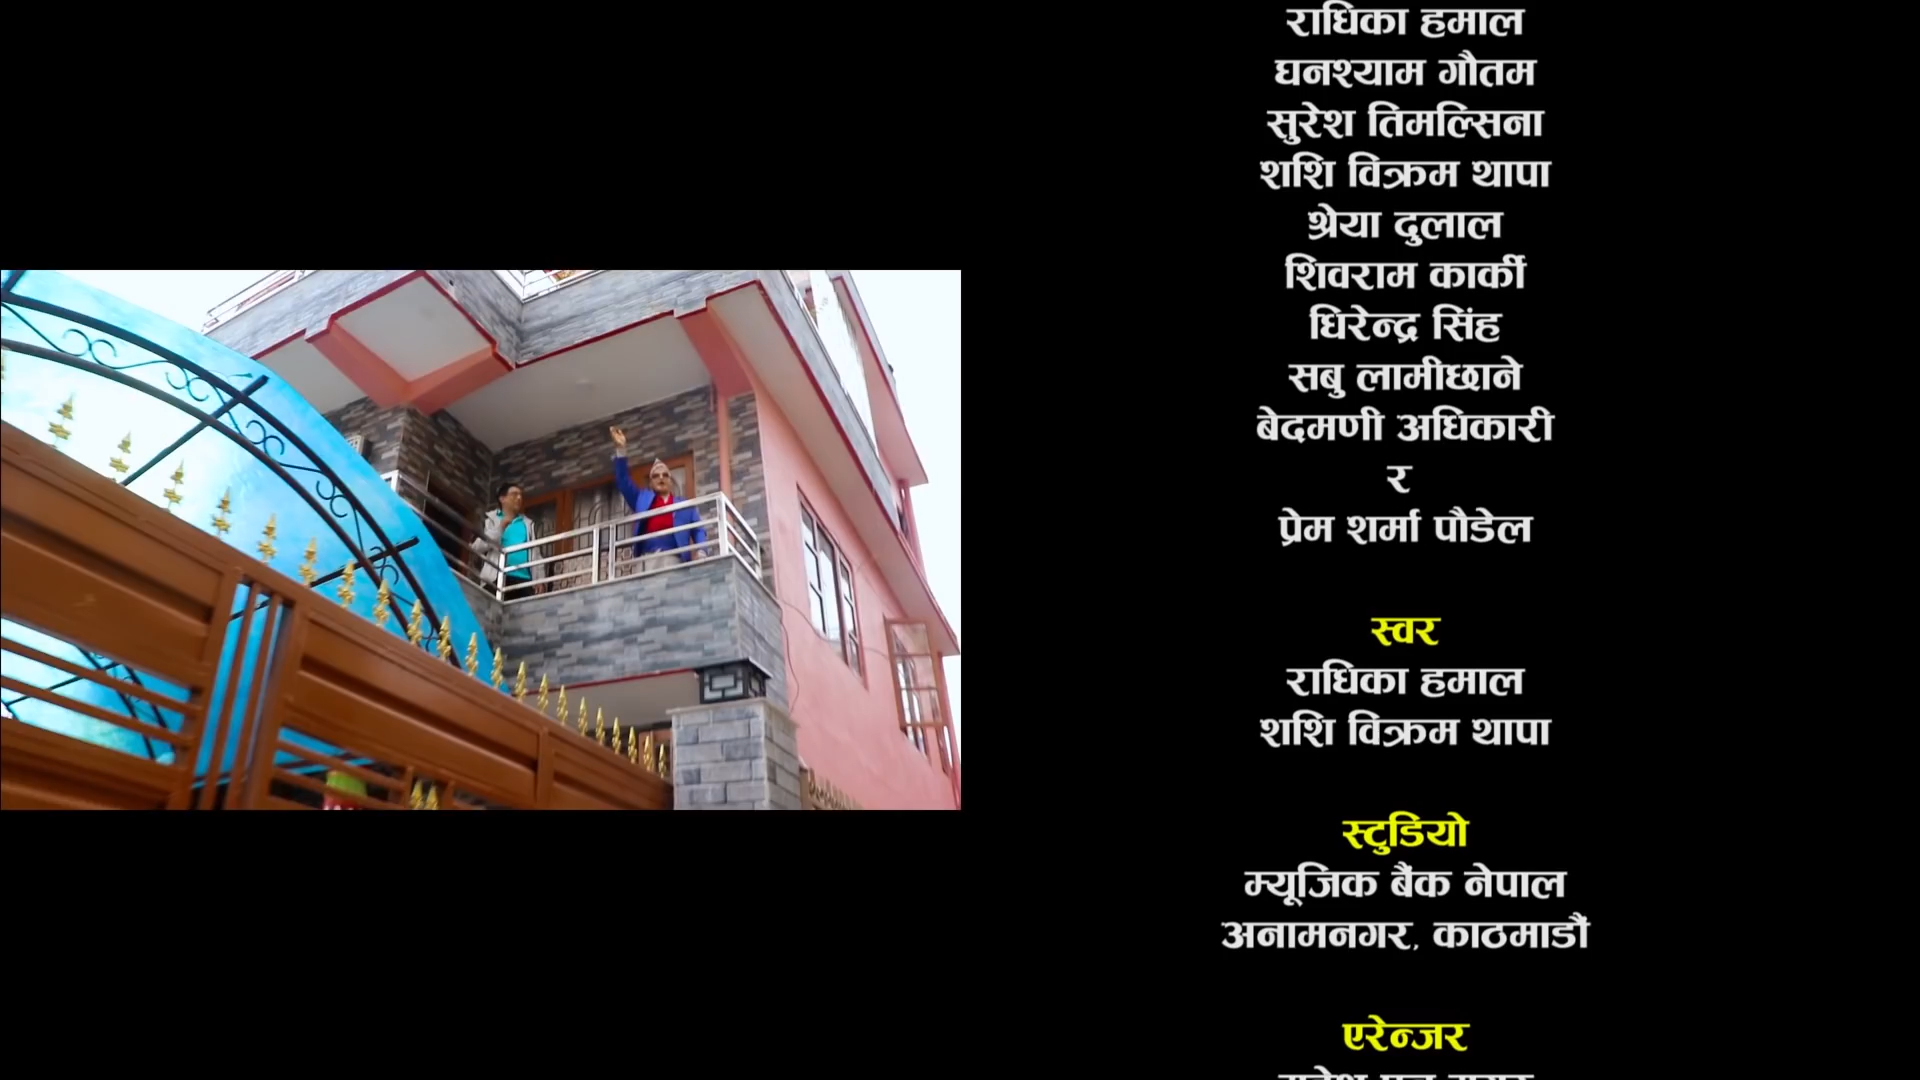 राधिका हमाल
घनश्याम गौतम
सुरेश तिमल्सिना
शशि विक्रम थापा
श्रेया दुलाल
शिवराम कार्की
धिरेन्द्र सिंह
सबु लामीछाने
बेदमणी अधिकारी
र
प्रेम शर्मा पौडेल
स्वर
राधिका हमाल
शशि विक्रम थापा
स्टुडियो
म्यूजिक बैंक नेपाल
अनामनगर, काठमाडौं
एरेन्जर